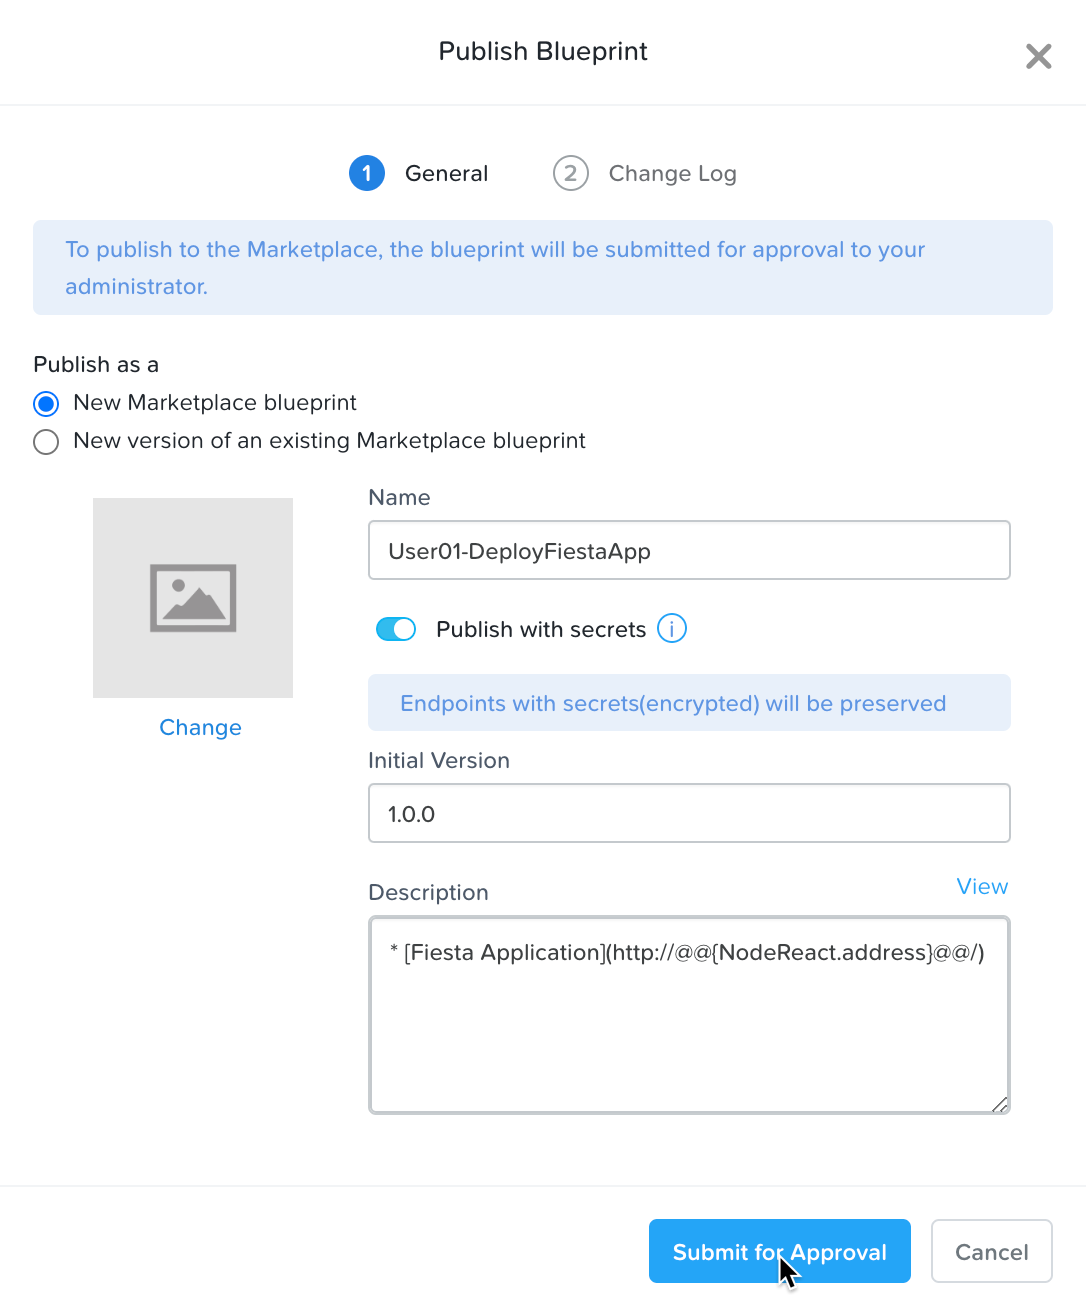 Publish Blueprint
1 General 2 Change Log
To publish to the Marketplace, the blueprint will be submitted for approval to your
administrator.
Publish as a
New Marketplace blueprint
New version of an existing Marketplace blueprint
Name
User01-DeployFiestaApp
Publish with secrets i
Endpoints with secrets(encrypted) will be preserved
Change
Initial Version
1.0.0
Description View
* [Fiesta Application](http://@@{NodeReact.address}@@/)
Submit for Approval Cancel